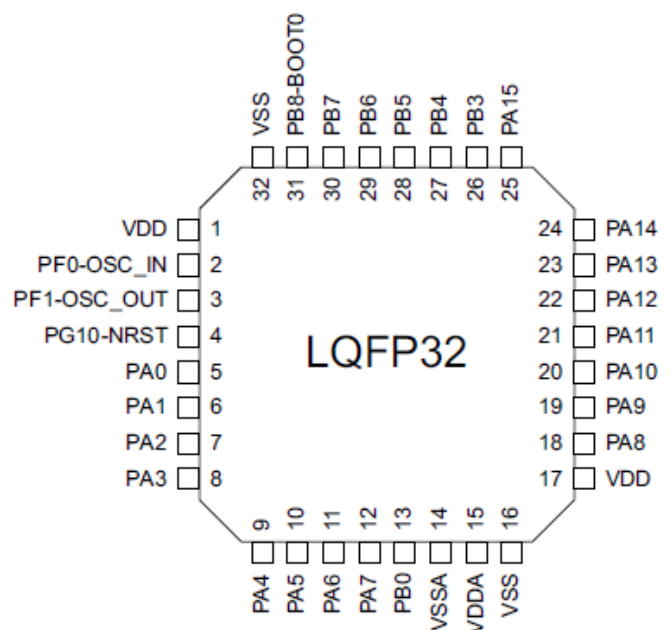 VSS
PB8-BOOT0
PB7
PB6
PB5
PB4
PB3
PA15
32 31 30 29 28 27 26 25
VDD 1 24 PA14
PF0-OSC_IN 2 23 PA13
PF1-OSC_OUT 3 22 PA12
PG10-NRST 4 21 PA11
LQFP32
PA0 5 20 PA10
PA1 6 19 PA9
PA2 7 18 PA8
PA3 8 17 VDD
9 10 11 12 13 14 15 16
PA4
PA5
PA6
PA7
PB0
VSSA
VDDA
VSS